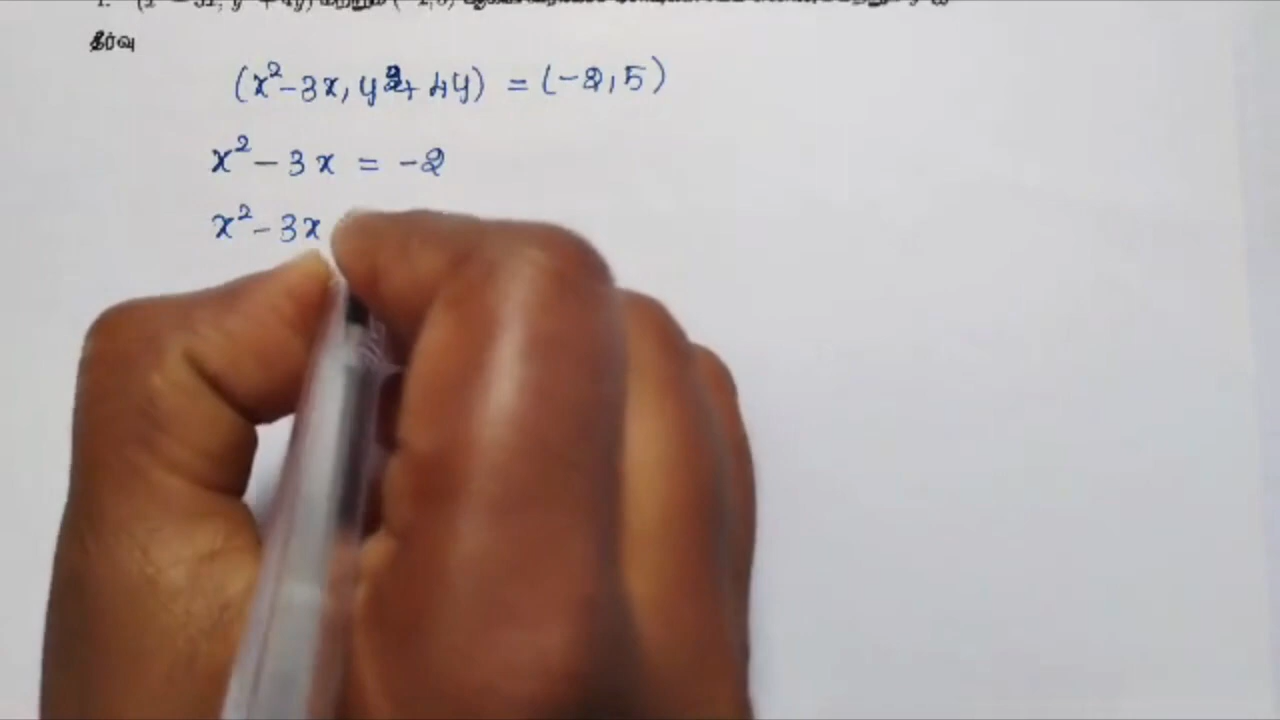 தீர்வு
(x² - 3x, y² + 4y) = (-2, 5)
x² - 3x = -2
x² - 3x